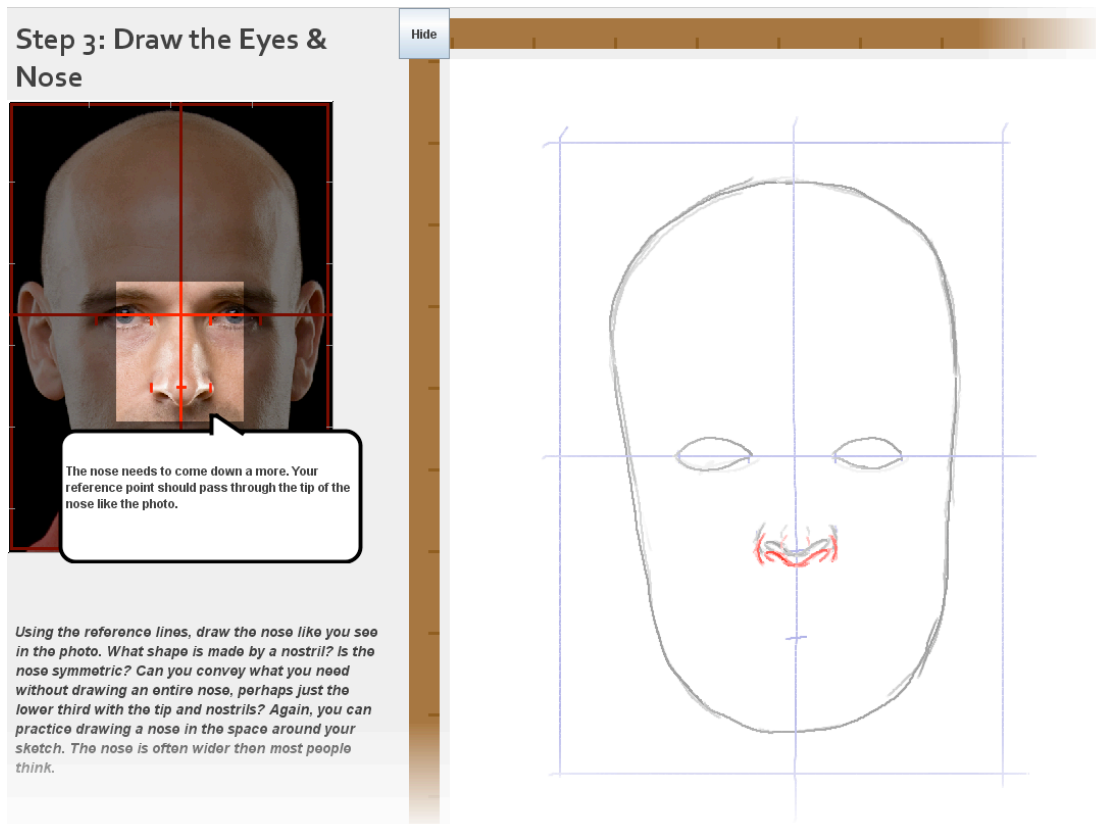 Step 3: Draw the Eyes &
Nose
Hide
The nose needs to come down a more. Your
reference point should pass through the tip of the
nose like the photo.
Using the reference lines, draw the nose like you see
in the photo. What shape is made by a nostril? Is the
nose symmetric? Can you convey what you need
without drawing an entire nose, perhaps just the
lower third with the tip and nostrils? Again, you can
practice drawing a nose in the space around your
sketch. The nose is often wider then most people
think.